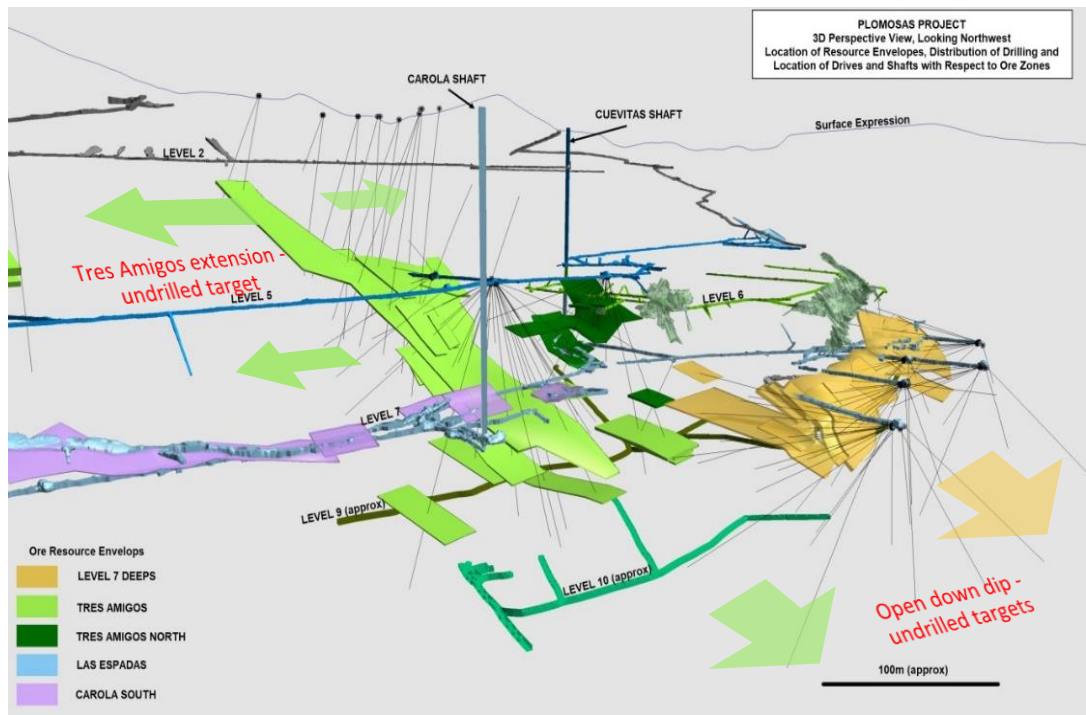 PLOMOSAS PROJECT
3D Perspective View, Looking Northwest
Location of Resource Envelopes, Distribution of Drilling and
Location of Drives and Shafts with Respect to Ore Zones
CAROLA SHAFT
CUEVITAS SHAFT
Surface Expression
LEVEL 2
Tres Amigos extension -
undrilled target
LEVEL 5
LEVEL 6
LEVEL 7
LEVEL 9 (approx)
LEVEL 10 (approx)
Ore Resource Envelops
LEVEL 7 DEEPS
TRES AMIGOS
TRES AMIGOS NORTH
LAS ESPADAS
CAROLA SOUTH
Open down dip -
undrilled targets
100m (approx)